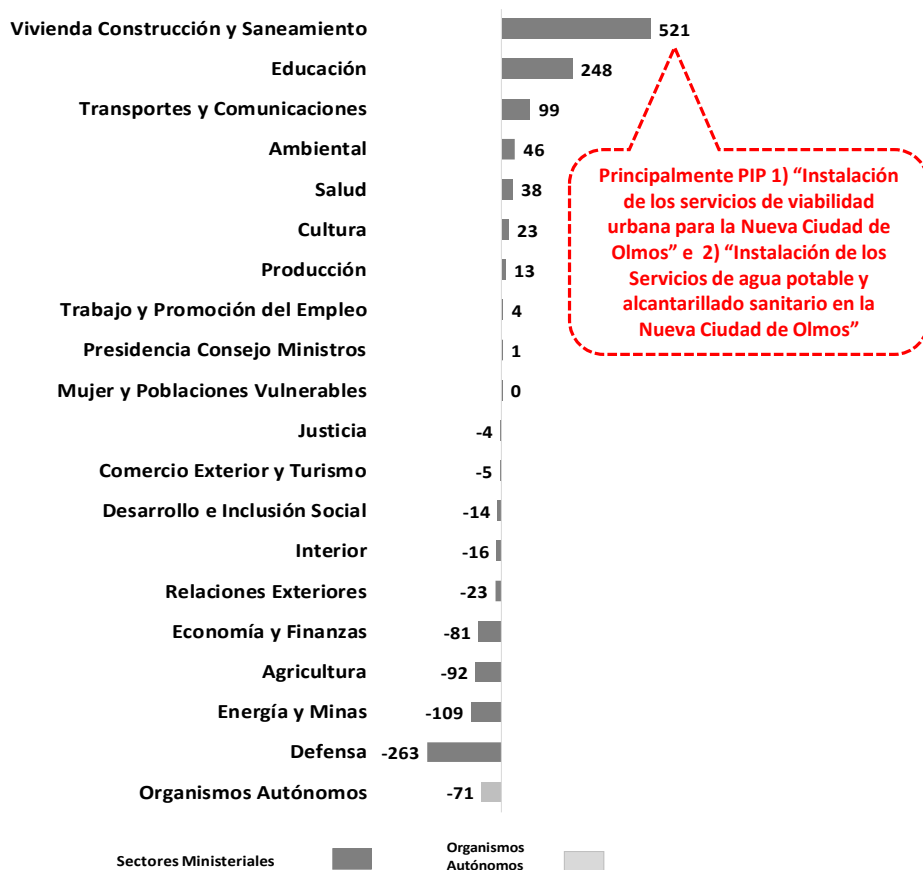 Vivienda Construcción y Saneamiento 521
Educación 248
Transportes y Comunicaciones 99
Ambiental 46
Salud 38
Cultura 23
Producción 13
Trabajo y Promoción del Empleo 4
Presidencia Consejo Ministros 1
Mujer y Poblaciones Vulnerables 0
Justicia -4
Comercio Exterior y Turismo -5
Desarrollo e Inclusión Social -14
Interior -16
Relaciones Exteriores -23
Economía y Finanzas -81
Agricultura -92
Energía y Minas -109
Defensa -263
Organismos Autónomos -71
Principalmente PIP 1) “Instalación
de los servicios de viabilidad
urbana para la Nueva Ciudad de
Olmos” e 2) “Instalación de los
Servicios de agua potable y
alcantarillado sanitario en la
Nueva Ciudad de Olmos”
Sectores Ministeriales
Organismos
Autónomos